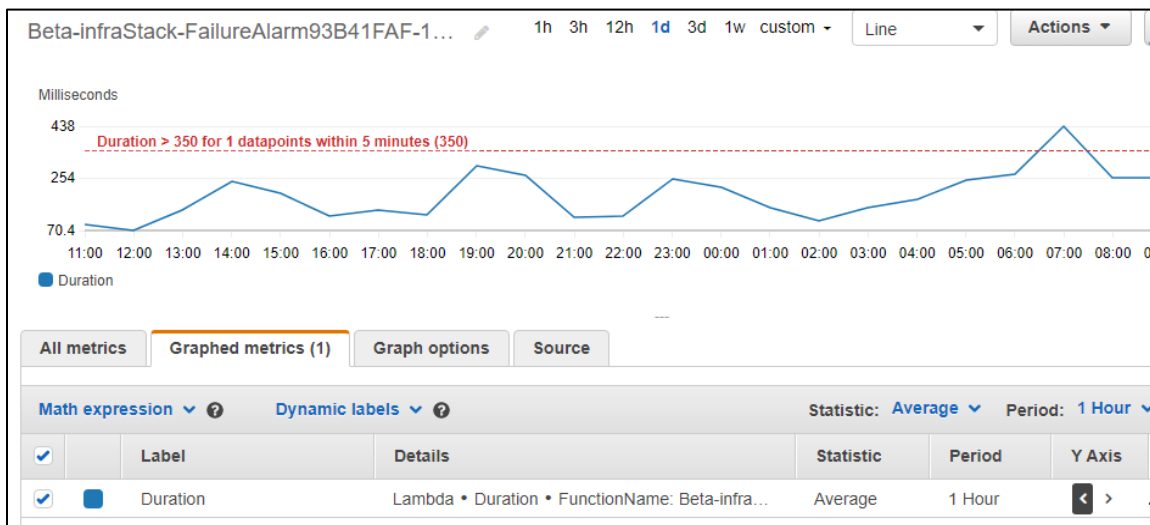 Beta-infraStack-FailureAlarm93B41FAF-1… 1h 3h 12h 1d 3d 1w custom Line Actions
Milliseconds
438
Duration > 350 for 1 datapoints within 5 minutes (350)
254
70.4
11:00 12:00 13:00 14:00 15:00 16:00 17:00 18:00 19:00 20:00 21:00 22:00 23:00 00:00 01:00 02:00 03:00 04:00 05:00 06:00 07:00 08:00
Duration
All metrics Graphed metrics (1) Graph options Source
Math expression Dynamic labels Statistic: Average Period: 1 Hour
Label Details Statistic Period Y Axis
Duration Lambda • Duration • FunctionName: Beta-infra... Average 1 Hour < >